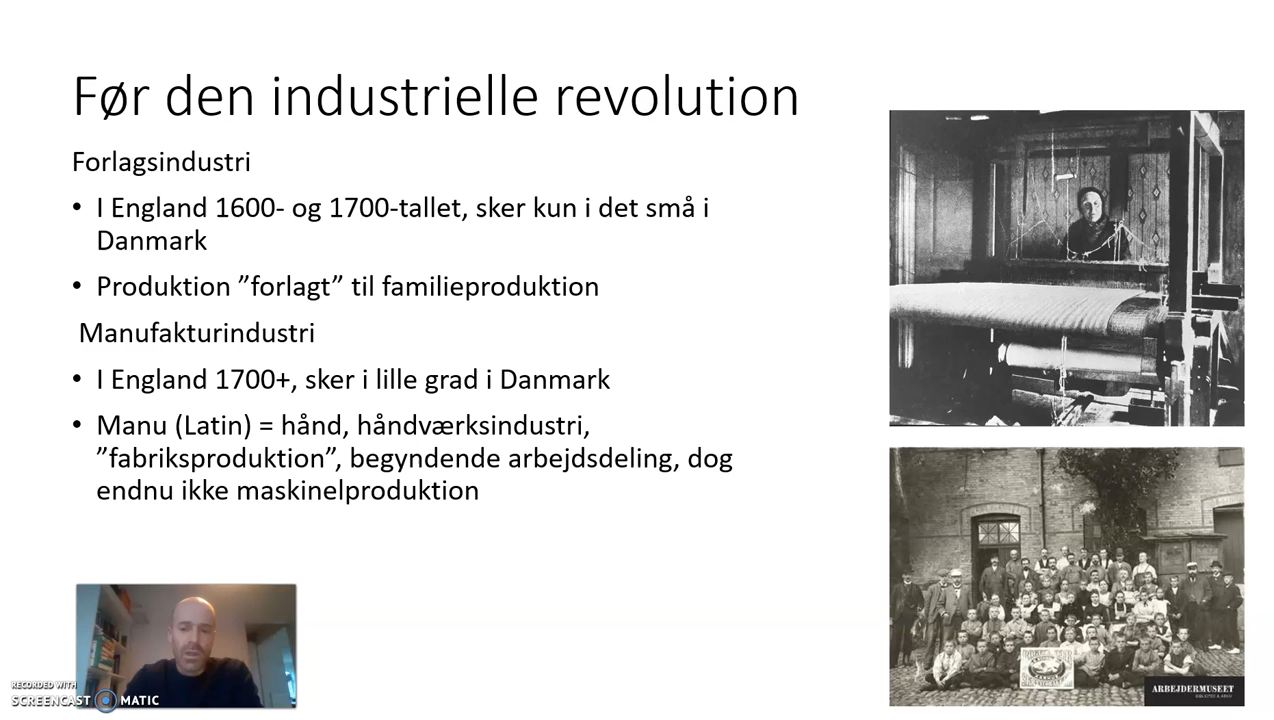 Før den industrielle revolution
Forlagsindustri
• I England 1600- og 1700-tallet, sker kun i det små i
Danmark
• Produktion ”forlagt” til familieproduktion
Manufakturindustri
• I England 1700+, sker i lille grad i Danmark
• Manu (Latin) = hånd, håndværksindustri,
”fabriksproduktion”, begyndende arbejdsdeling, dog
endnu ikke maskinelproduktion
ARBEJDERMUSEET
RECORDED WITH
SCREENCAST MATIC